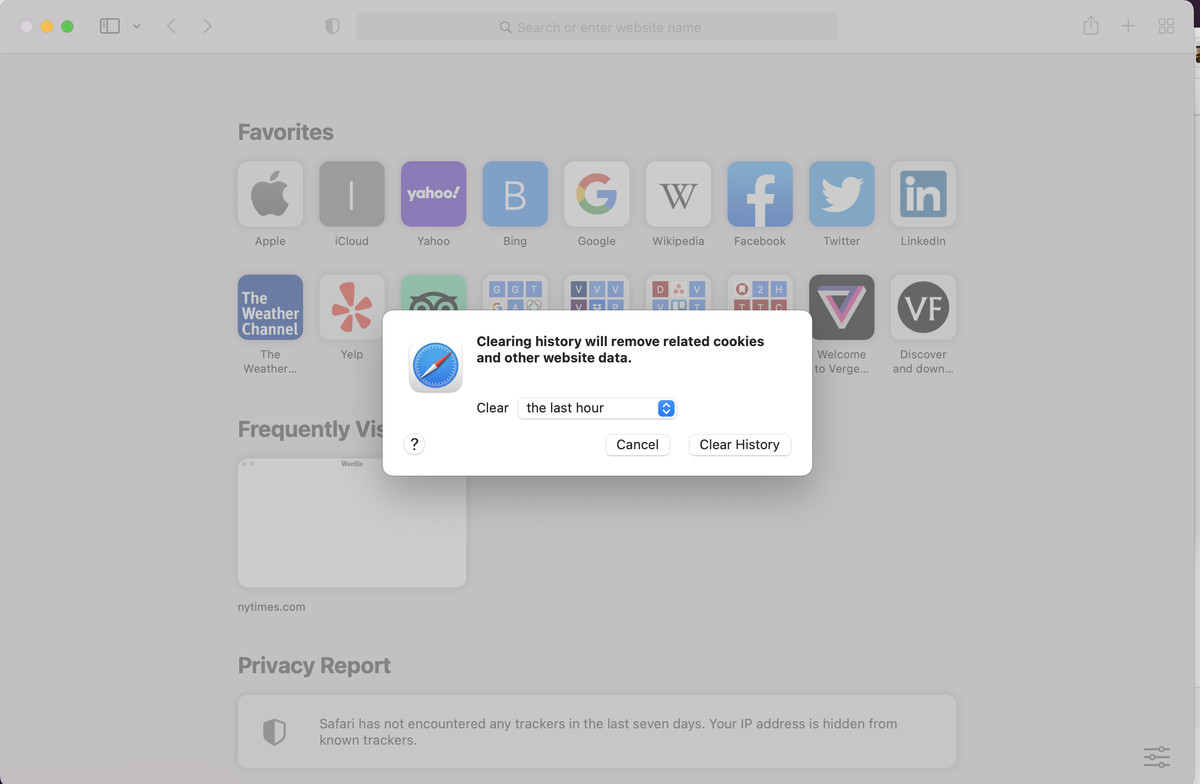 Search or enter website name
Favorites
yahoo!
B
G
W
f
in
Apple
iCloud
Yahoo
Bing
Google
Wikipedia
Facebook
Twitter
LinkedIn
The
Weather
Channel
G G T
G A
V V V
V P
D V
V T
2 H
T T C
VF
The
Weather...
Yelp
Welcome
to Verge...
Discover
and down...
Clearing history will remove related cookies
and other website data.
Clear the last hour
? Cancel Clear History
Frequently Vis
Wordle
nytimes.com
Privacy Report
Safari has not encountered any trackers in the last seven days. Your IP address is hidden from
known trackers.